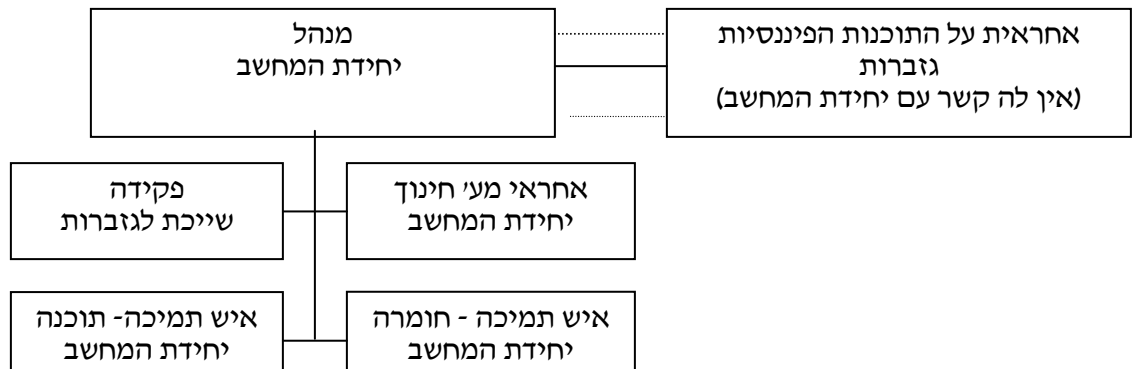 מנהל
יחידת המחשב
אחראית על התוכנות הפיננסיות
גזברות
(אין לה קשר עם יחידת המחשב)
אחראי מע' חינוך
יחידת המחשב
פקידה
שייכת לגזברות
איש תמיכה - חומרה
יחידת המחשב
איש תמיכה- תוכנה
יחידת המחשב